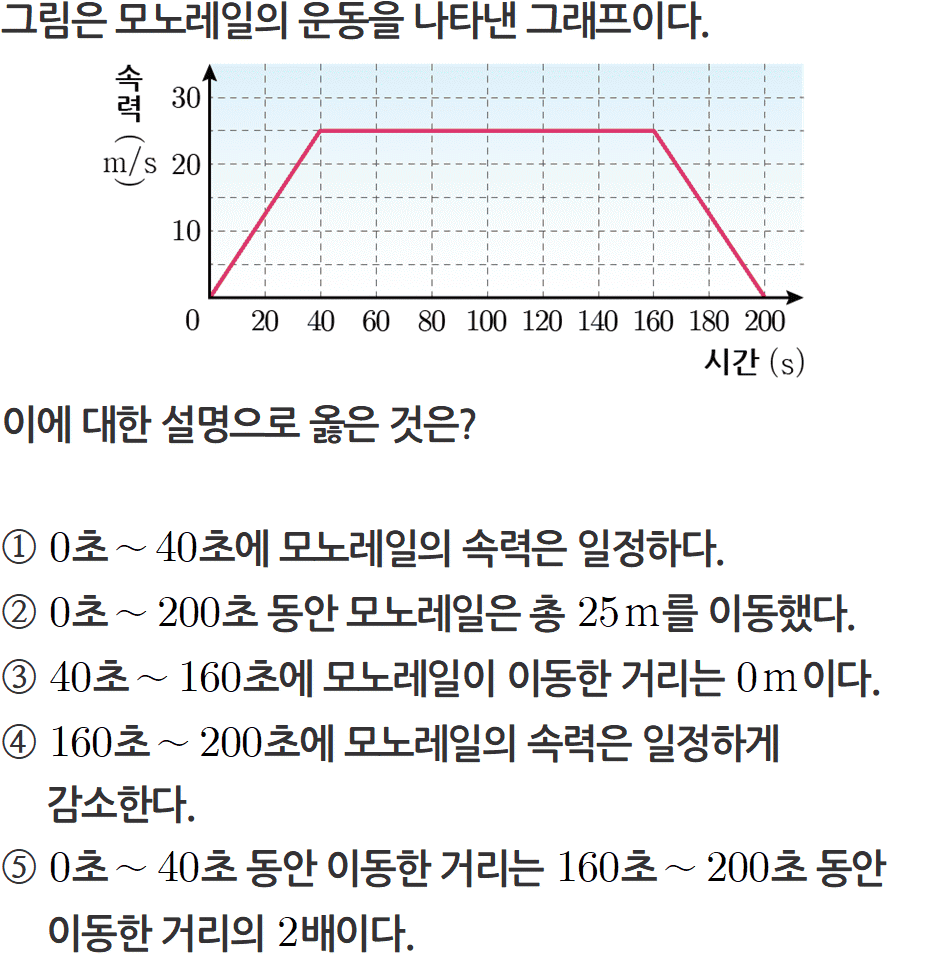 그림은 모노레일의 운동을 나타낸 그래프이다.
속력 (m/s)
30
20
10
0 20 40 60 80 100 120 140 160 180 200
시간 (s)
이에 대한 설명으로 옳은 것은?
① 0초 ~ 40초에 모노레일의 속력은 일정하다.
② 0초 ~ 200초 동안 모노레일은 총 25 m를 이동했다.
③ 40초 ~ 160초에 모노레일이 이동한 거리는 0 m이다.
④ 160초 ~ 200초에 모노레일의 속력은 일정하게
감소한다.
⑤ 0초 ~ 40초 동안 이동한 거리는 160초 ~ 200초 동안
이동한 거리의 2배이다.